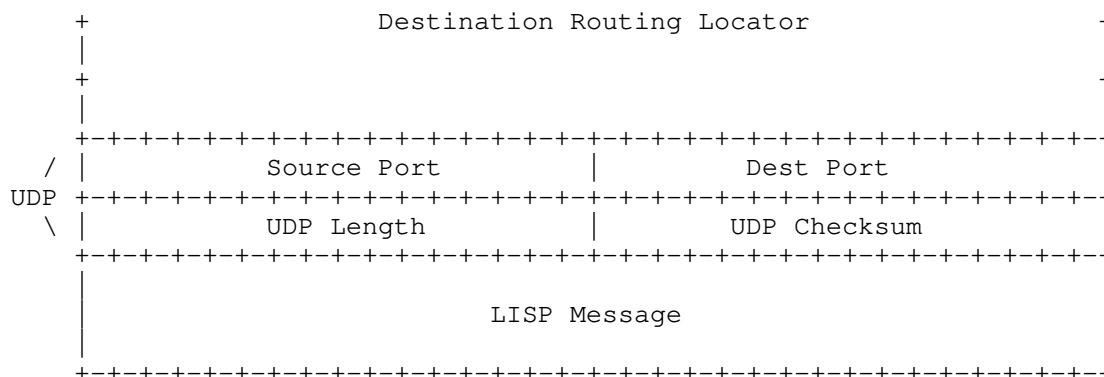 + Destination Routing Locator -
|
+ -
|
+-+-+-+-+-+-+-+-+-+-+-+-+-+-+-+-+-+-+-+-+-+-+-+-+-+-+-+-+-+-+-+-+-
/ | Source Port | Dest Port
UDP +-+-+-+-+-+-+-+-+-+-+-+-+-+-+-+-+-+-+-+-+-+-+-+-+-+-+-+-+-+-+-+-+-
\ | UDP Length | UDP Checksum
+-+-+-+-+-+-+-+-+-+-+-+-+-+-+-+-+-+-+-+-+-+-+-+-+-+-+-+-+-+-+-+-+-
|
| LISP Message
|
+-+-+-+-+-+-+-+-+-+-+-+-+-+-+-+-+-+-+-+-+-+-+-+-+-+-+-+-+-+-+-+-+-